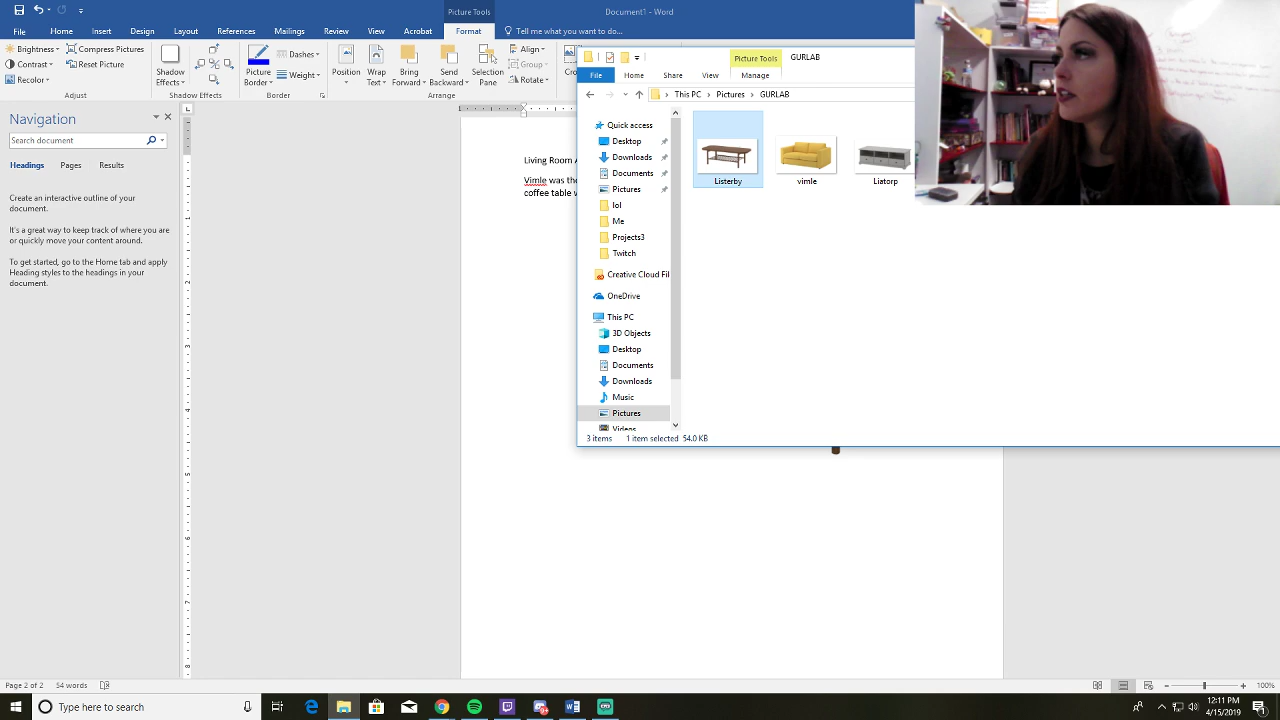 Document1 - Word
Picture Tools
File Home Insert Design Layout References Mailings Review View Acrobat Format Tell me what you want to do...
Brightness
Contrast
Recolor
Compress Pictures
Reset Picture
Adjust
Shadow Effects
Shadow Effects
Picture Border
Dashes
Weight
Border
Position
Wrap Text
Bring Forward
Send Backward
Selection Pane
Align
Group
Rotate
Arrange
Navigation
Search document
Headings Pages Results
Create an interactive outline of your
document.
It's a great way to keep track of where you are
or quickly move your content around.
To get started, go to the Home tab and apply
Heading styles to the headings in your
document.
Living Room
Vimle was the
coffee table
Picture Tools
GURLAB
File Home Share View Manage
This PC > Pictures > GURLAB
Quick access
Desktop
Downloads
Documents
Pictures
lol
Me
Projects3
Twitch
Creative Cloud Fil
OneDrive
This PC
3D Objects
Desktop
Documents
Downloads
Music
Pictures
Videos
Listerby
vimle
Liatorp
3 items 1 item selected 54.0 KB
Page 2 of 2 54 words
100%
Type here to search
12:11 PM
4/15/2019